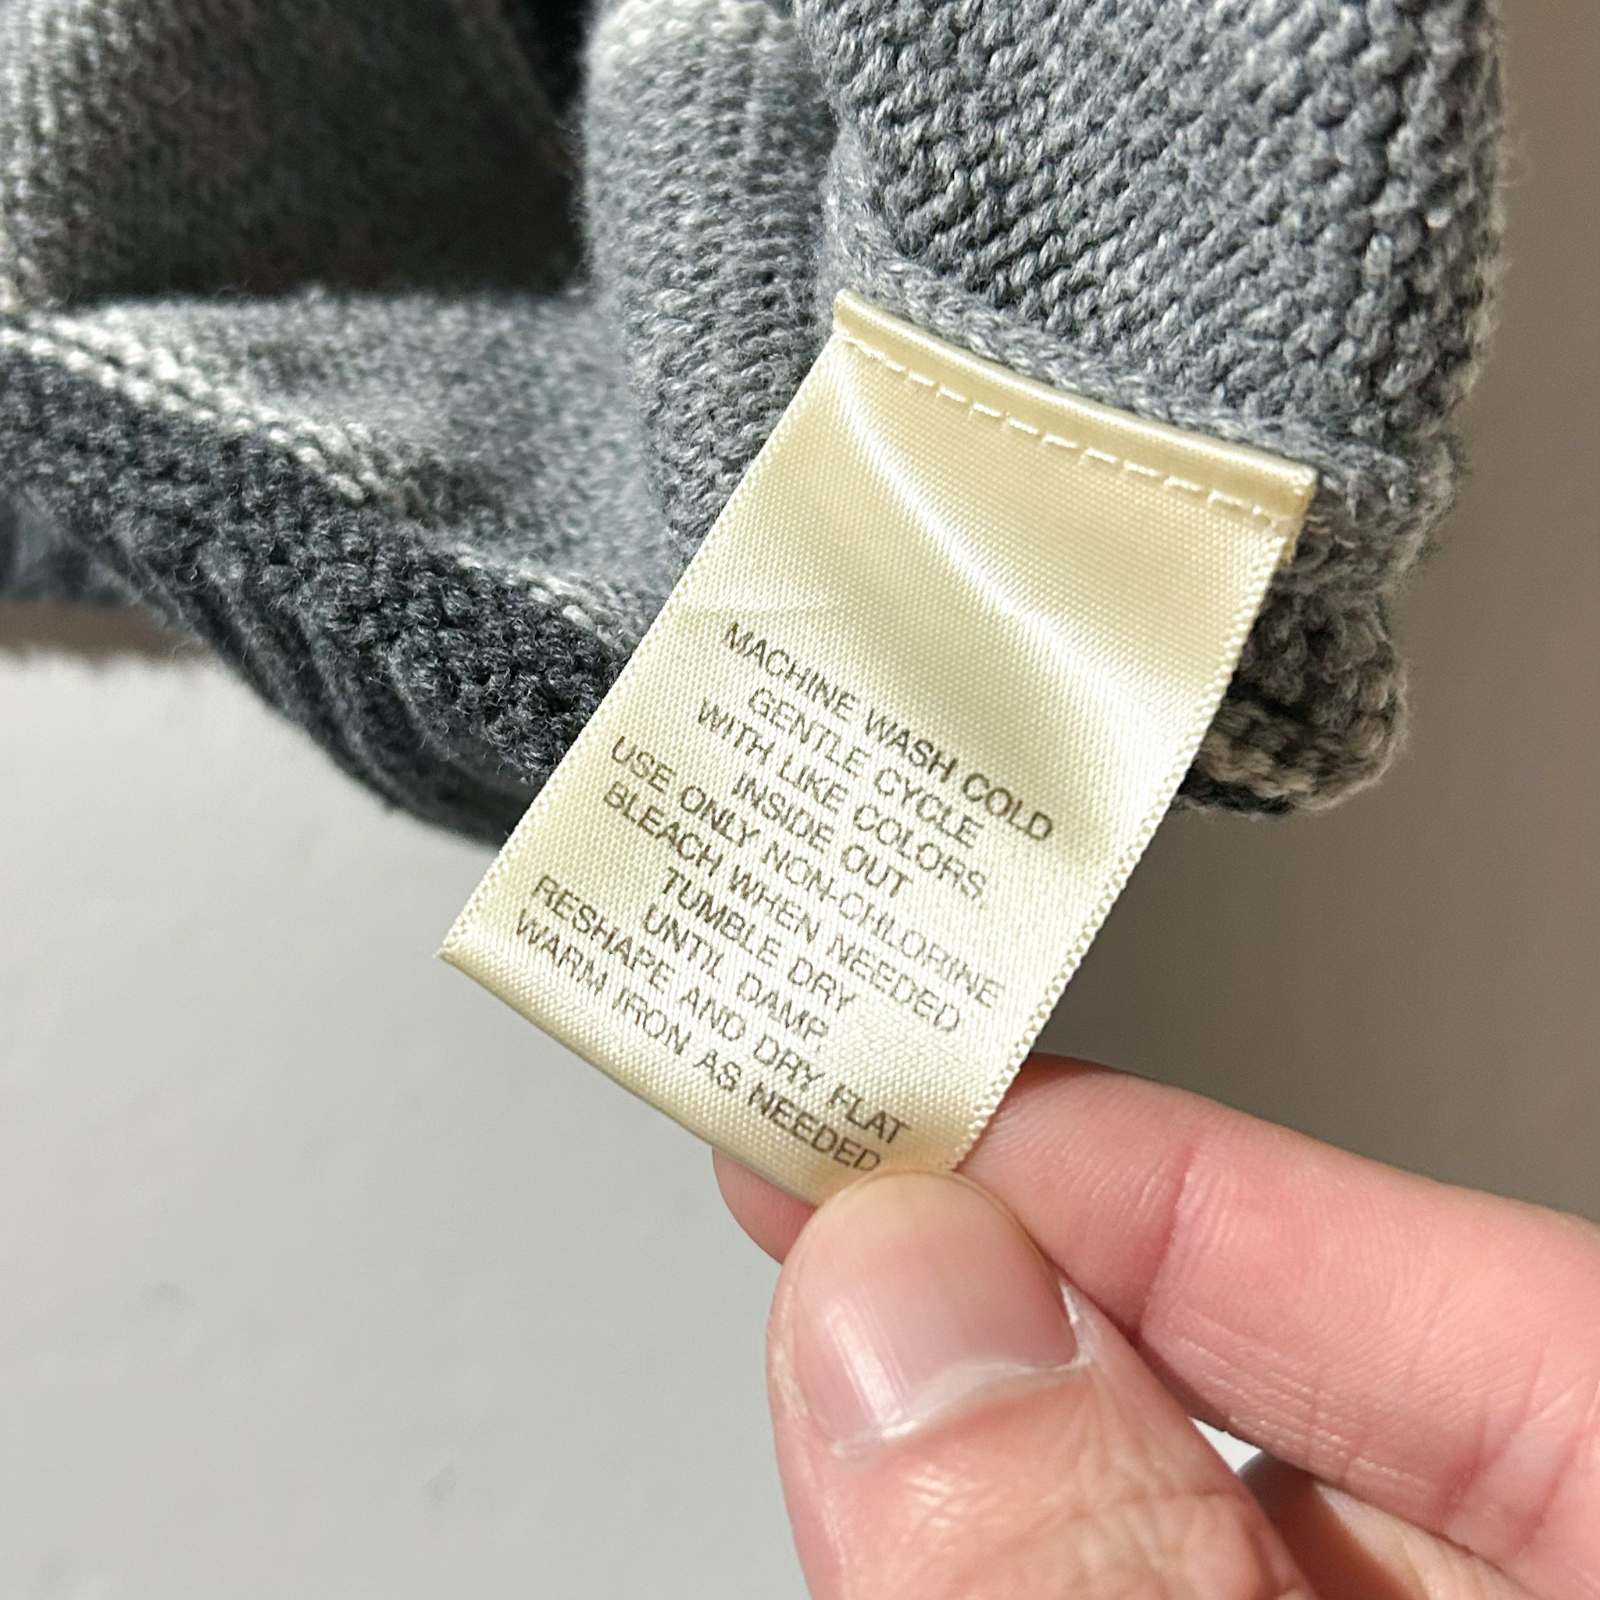 MACHINE WASH COLD
GENTLE CYCLE
WITH LIKE COLORS,
INSIDE OUT
USE ONLY NON-CHLORINE
BLEACH WHEN NEEDED
TUMBLE DRY
UNTIL DAMP,
RESHAPE AND DRY FLAT
WARM IRON AS NEEDED